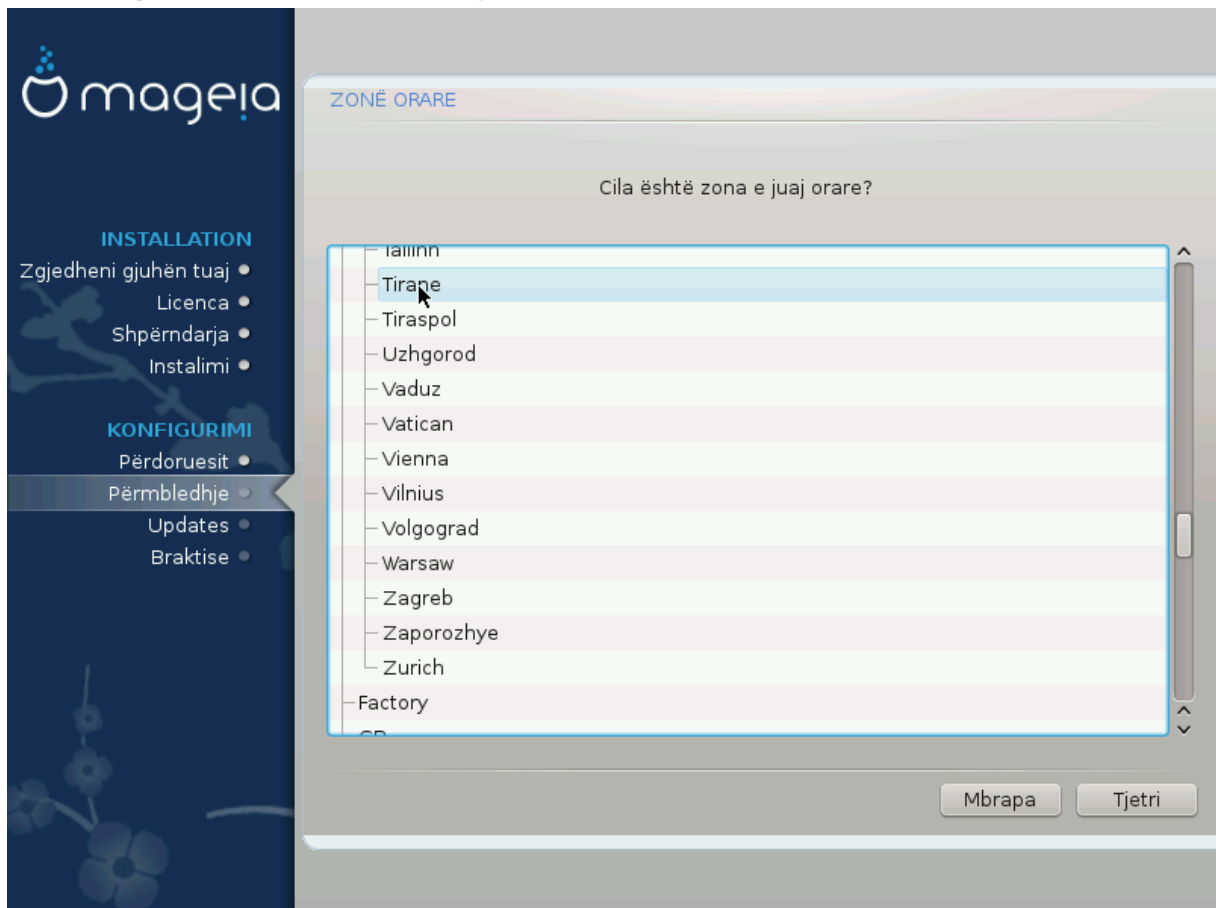 mageia
ZONË ORARE
Cila është zona e juaj orare?
INSTALLATION
Zgjedheni gjuhën tuaj
Licenca
Shpërndarja
Instalimi
KONFIGURIMI
Përdoruesit
Përmbledhje
Updates
Braktise
Tallinn
Tirane
Tiraspol
Uzhgorod
Vaduz
Vatican
Vienna
Vilnius
Volgograd
Warsaw
Zagreb
Zaporozhye
Zurich
Factory
Mbrapa
Tjetri